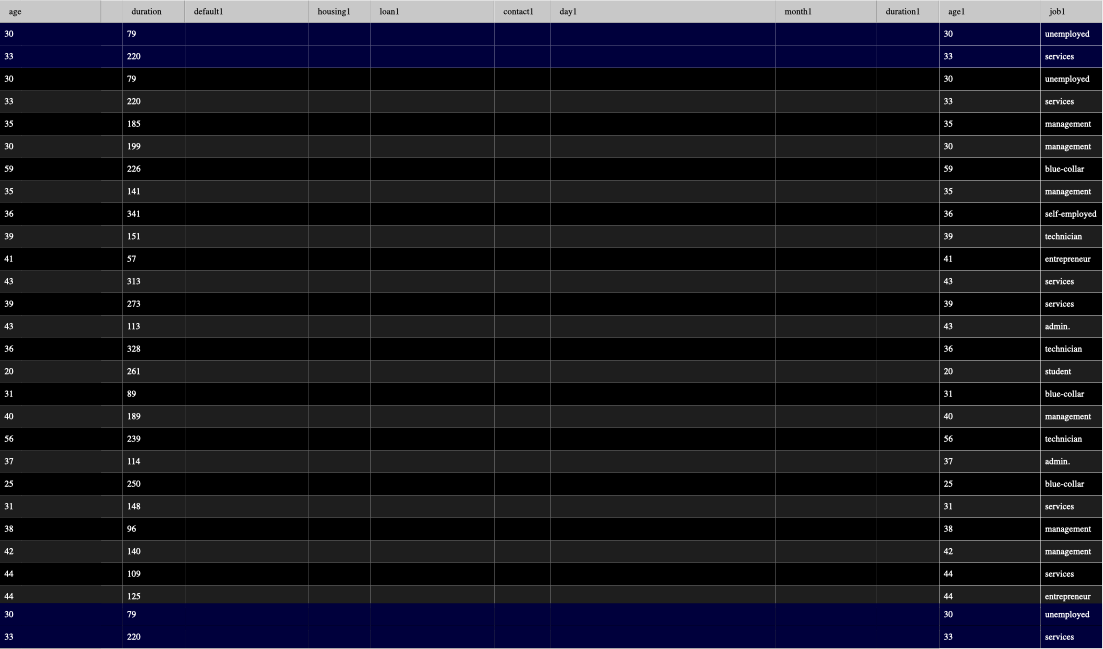 age duration default1 housing1 loan1 contact1 day1 month1 duration1 age1 job1
30 79 30 unemployed
33 220 33 services
30 79 30 unemployed
33 220 33 services
35 185 35 management
30 199 30 management
59 226 59 blue-collar
35 141 35 management
36 341 36 self-employed
39 151 39 technician
41 57 41 entrepreneur
43 313 43 services
39 273 39 services
43 113 43 admin.
36 328 36 technician
20 261 20 student
31 89 31 blue-collar
40 189 40 management
56 239 56 technician
37 114 37 admin.
25 250 25 blue-collar
31 148 31 services
38 96 38 management
42 140 42 management
44 109 44 services
44 125 44 entrepreneur
30 79 30 unemployed
33 220 33 services